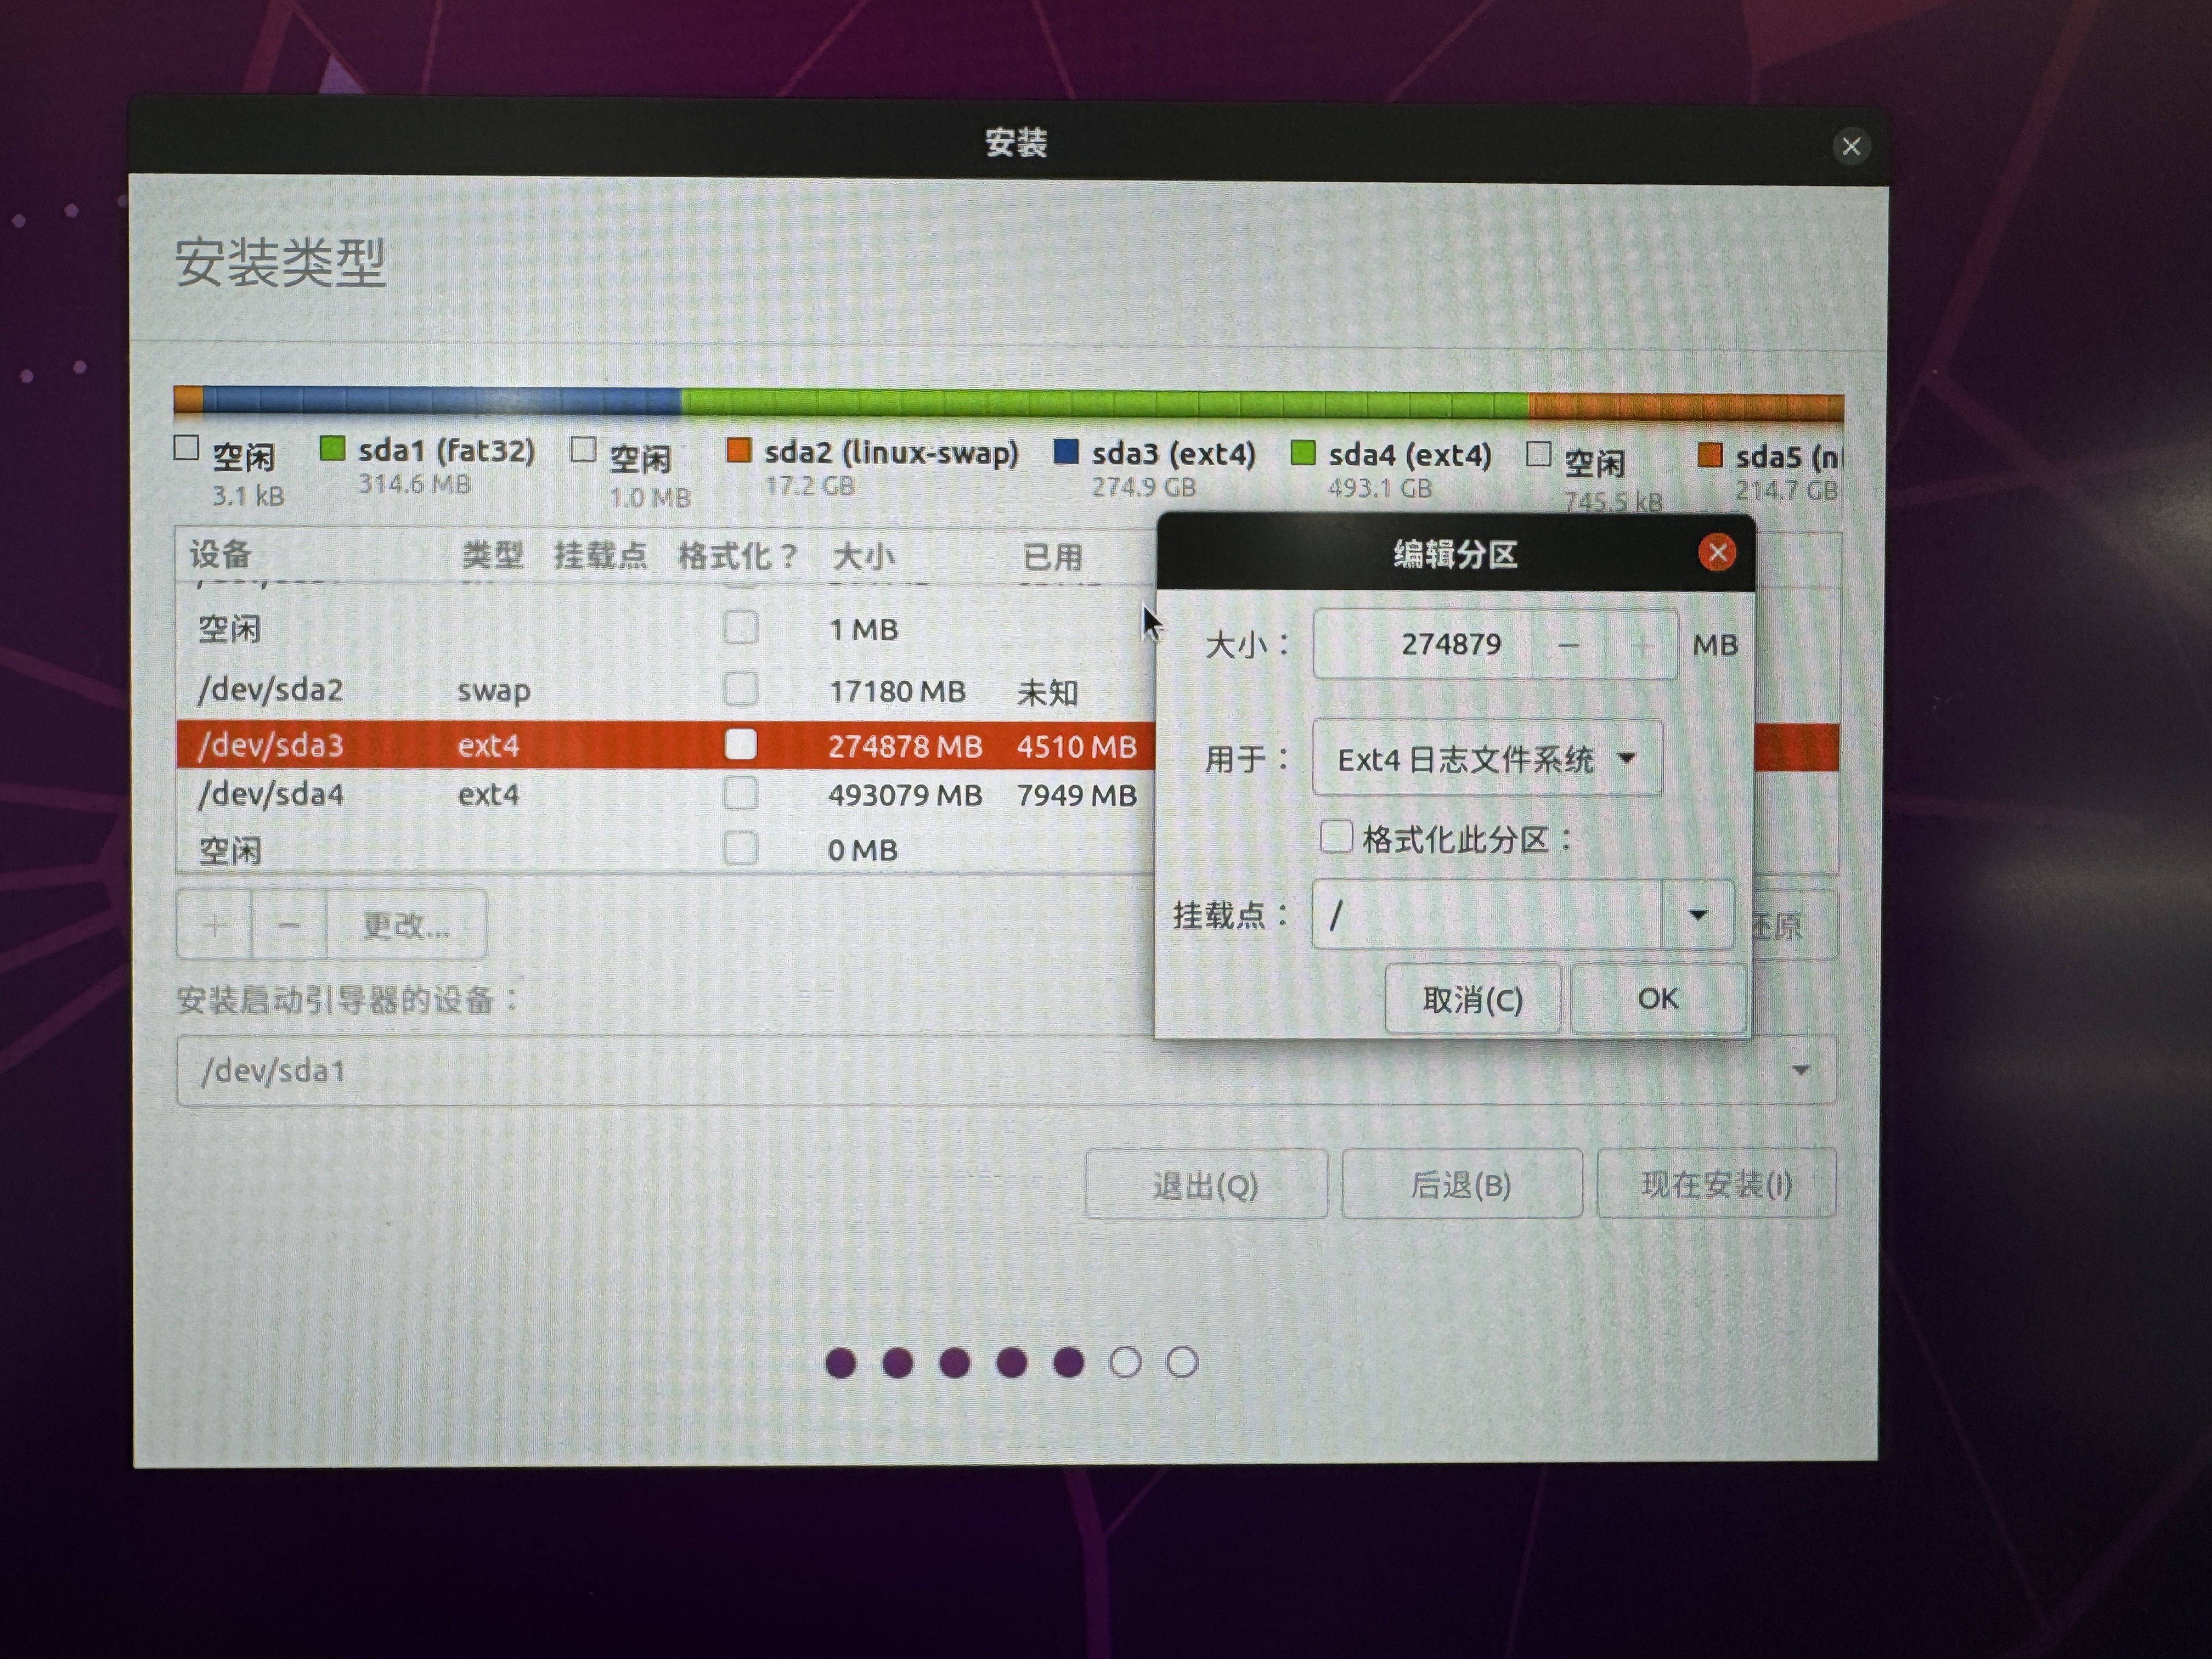 安装
安装类型
空闲 sda1 (fat32) 空闲 sda2 (linux-swap) sda3 (ext4) sda4 (ext4) 空闲 sda5 (n
3.1 kB 314.6 MB 1.0 MB 17.2 GB 274.9 GB 493.1 GB 745.5 kB 214.7 GB
设备 类型 挂载点 格式化？ 大小 已用
空闲 1 MB
/dev/sda2 swap 17180 MB 未知
/dev/sda3 ext4 274878 MB 4510 MB
/dev/sda4 ext4 493079 MB 7949 MB
空闲 0 MB
+ − 更改... 还原
安装启动引导器的设备：
/dev/sda1
退出(Q) 后退(B) 现在安装(I)
编辑分区
大小： 274879 − + MB
用于： Ext4 日志文件系统
格式化此分区：
挂载点： /
取消(C) OK